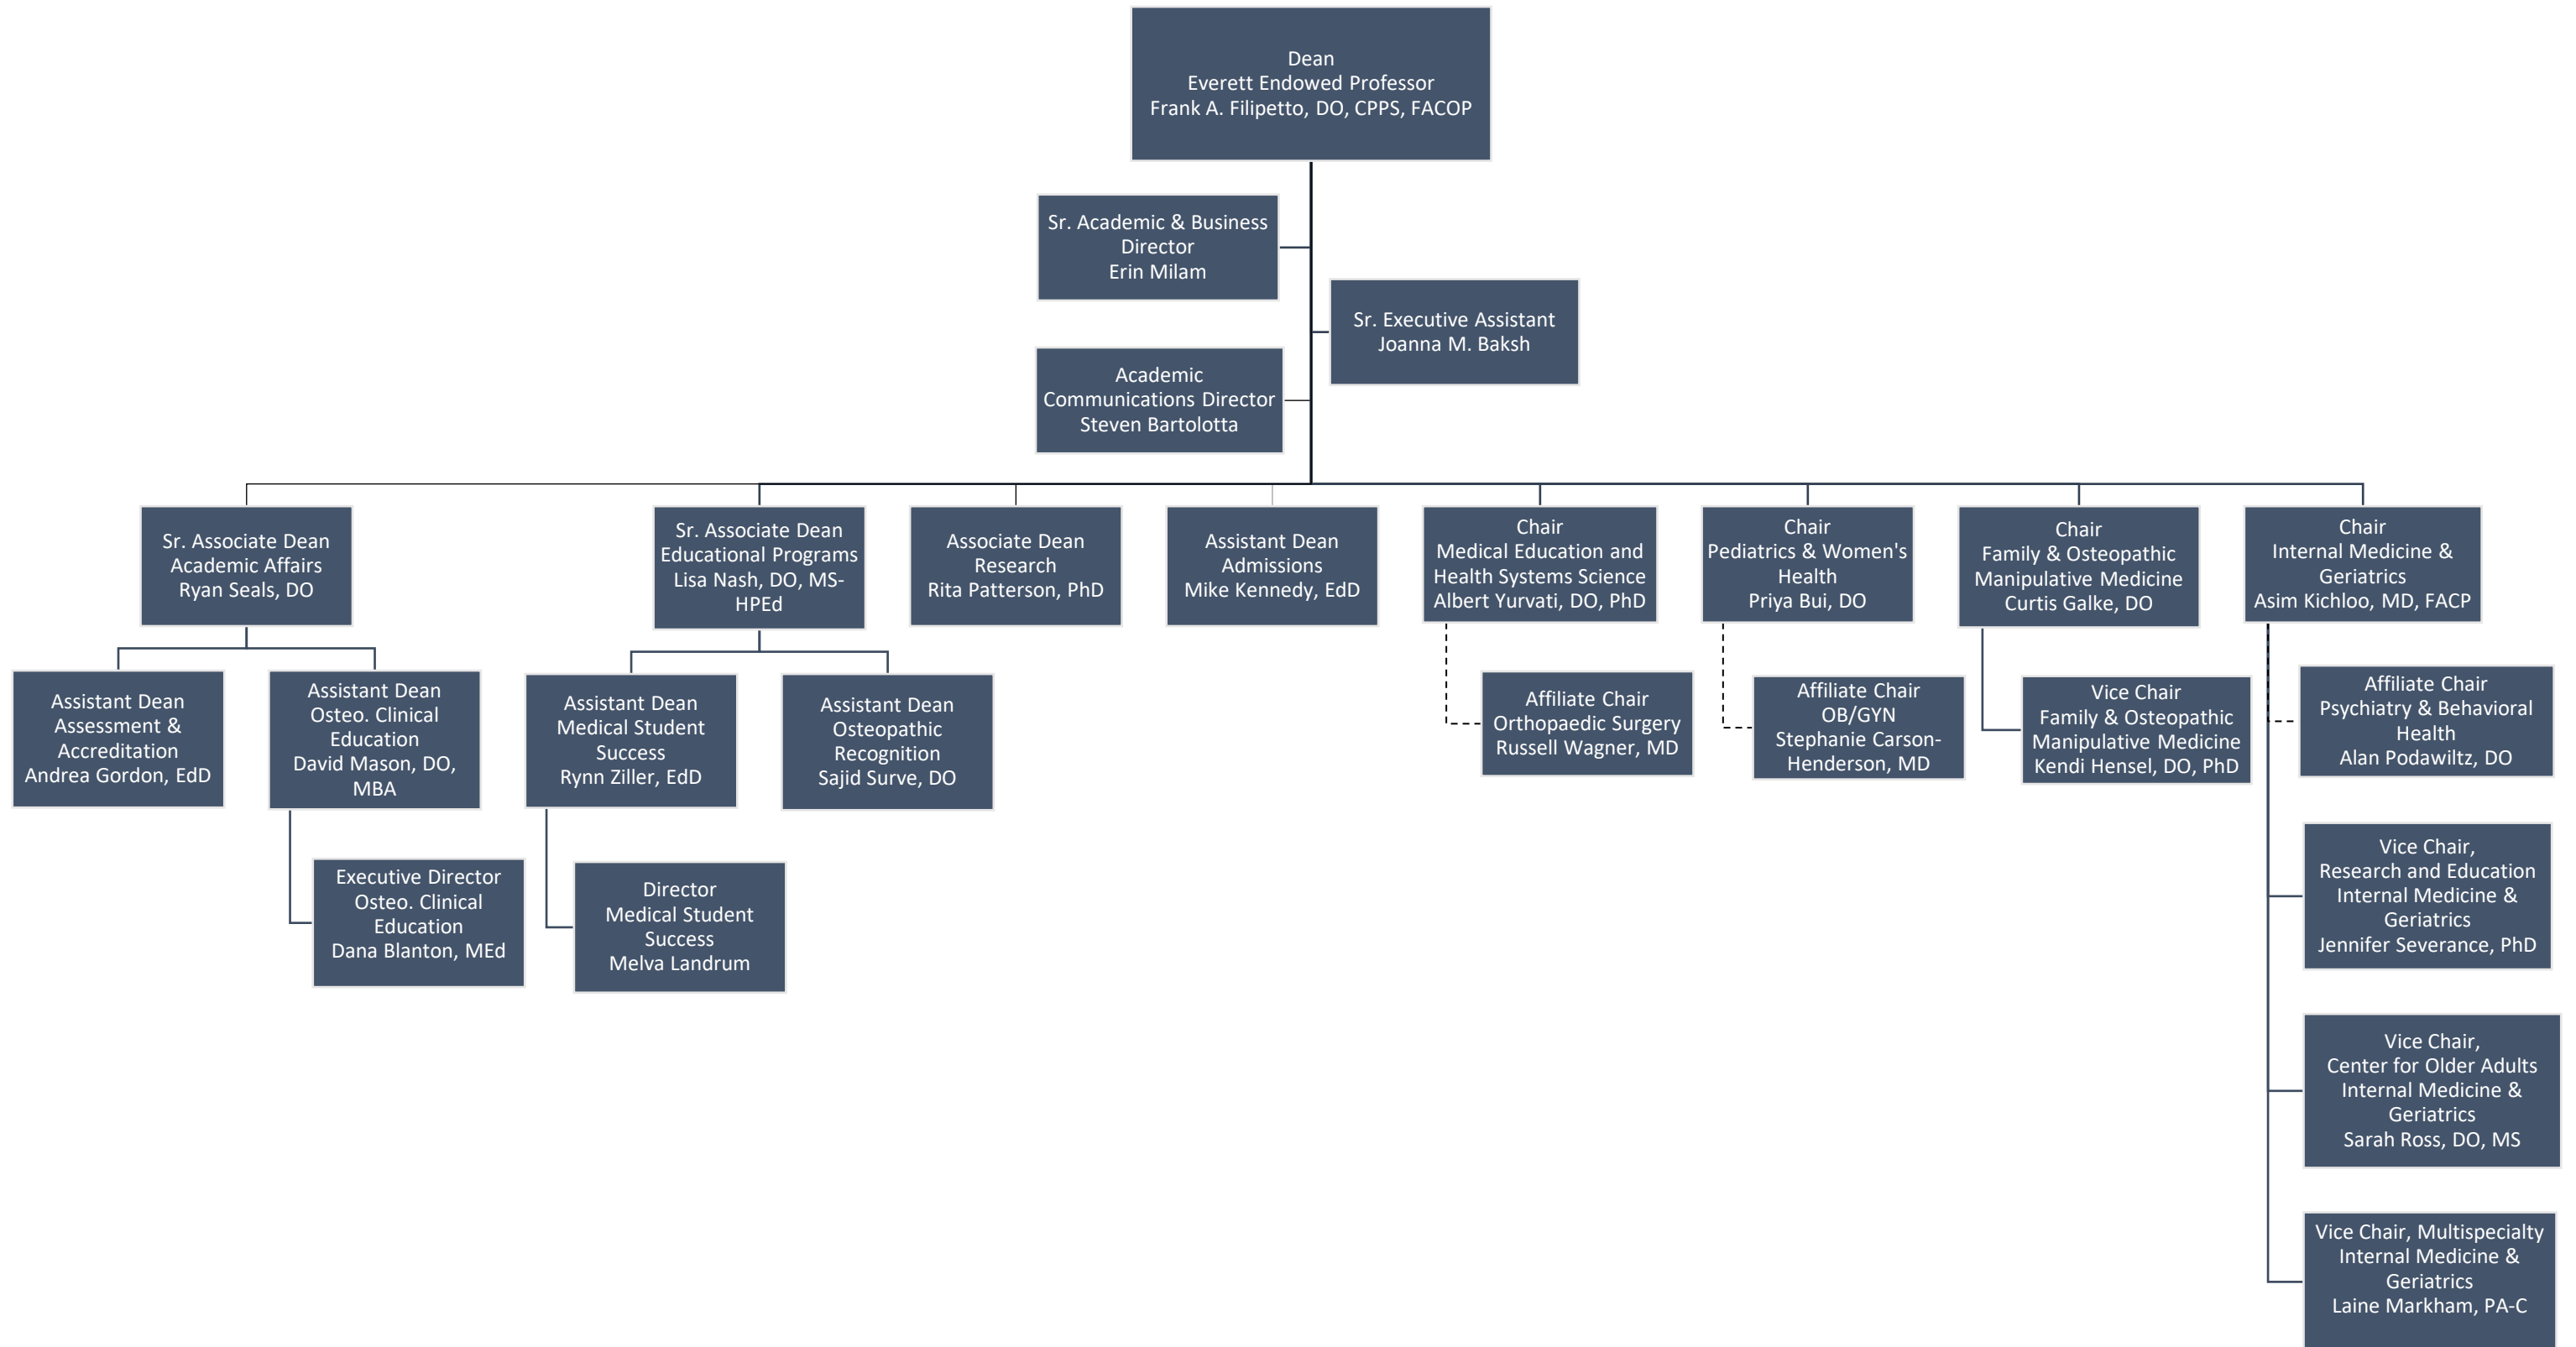 Dean
Everett Endowed Professor
Frank A. Filipetto, DO, CPPS, FACOP
Sr. Academic & Business
Director
Erin Milam
Sr. Executive Assistant
Joanna M. Baksh
Academic
Communications Director
Steven Bartolotta
Sr. Associate Dean
Academic Affairs
Ryan Seals, DO
Sr. Associate Dean
Educational Programs
Lisa Nash, DO, MS-
HPEd
Associate Dean
Research
Rita Patterson, PhD
Assistant Dean
Admissions
Mike Kennedy, EdD
Chair
Medical Education and
Health Systems Science
Albert Yurvati, DO, PhD
Chair
Pediatrics & Women's
Health
Priya Bui, DO
Chair
Family & Osteopathic
Manipulative Medicine
Curtis Galke, DO
Chair
Internal Medicine &
Geriatrics
Asim Kichloo, MD, FACP
Assistant Dean
Assessment &
Accreditation
Andrea Gordon, EdD
Assistant Dean
Osteo. Clinical
Education
David Mason, DO,
MBA
Assistant Dean
Medical Student
Success
Rynn Ziller, EdD
Assistant Dean
Osteopathic
Recognition
Sajid Surve, DO
Affiliate Chair
Orthopaedic Surgery
Russell Wagner, MD
Affiliate Chair
OB/GYN
Stephanie Carson-
Henderson, MD
Vice Chair
Family & Osteopathic
Manipulative Medicine
Kendi Hensel, DO, PhD
Affiliate Chair
Psychiatry & Behavioral
Health
Alan Podawiltz, DO
Executive Director
Osteo. Clinical
Education
Dana Blanton, MEd
Director
Medical Student
Success
Melva Landrum
Vice Chair,
Research and Education
Internal Medicine &
Geriatrics
Jennifer Severance, PhD
Vice Chair,
Center for Older Adults
Internal Medicine &
Geriatrics
Sarah Ross, DO, MS
Vice Chair, Multispecialty
Internal Medicine &
Geriatrics
Laine Markham, PA-C